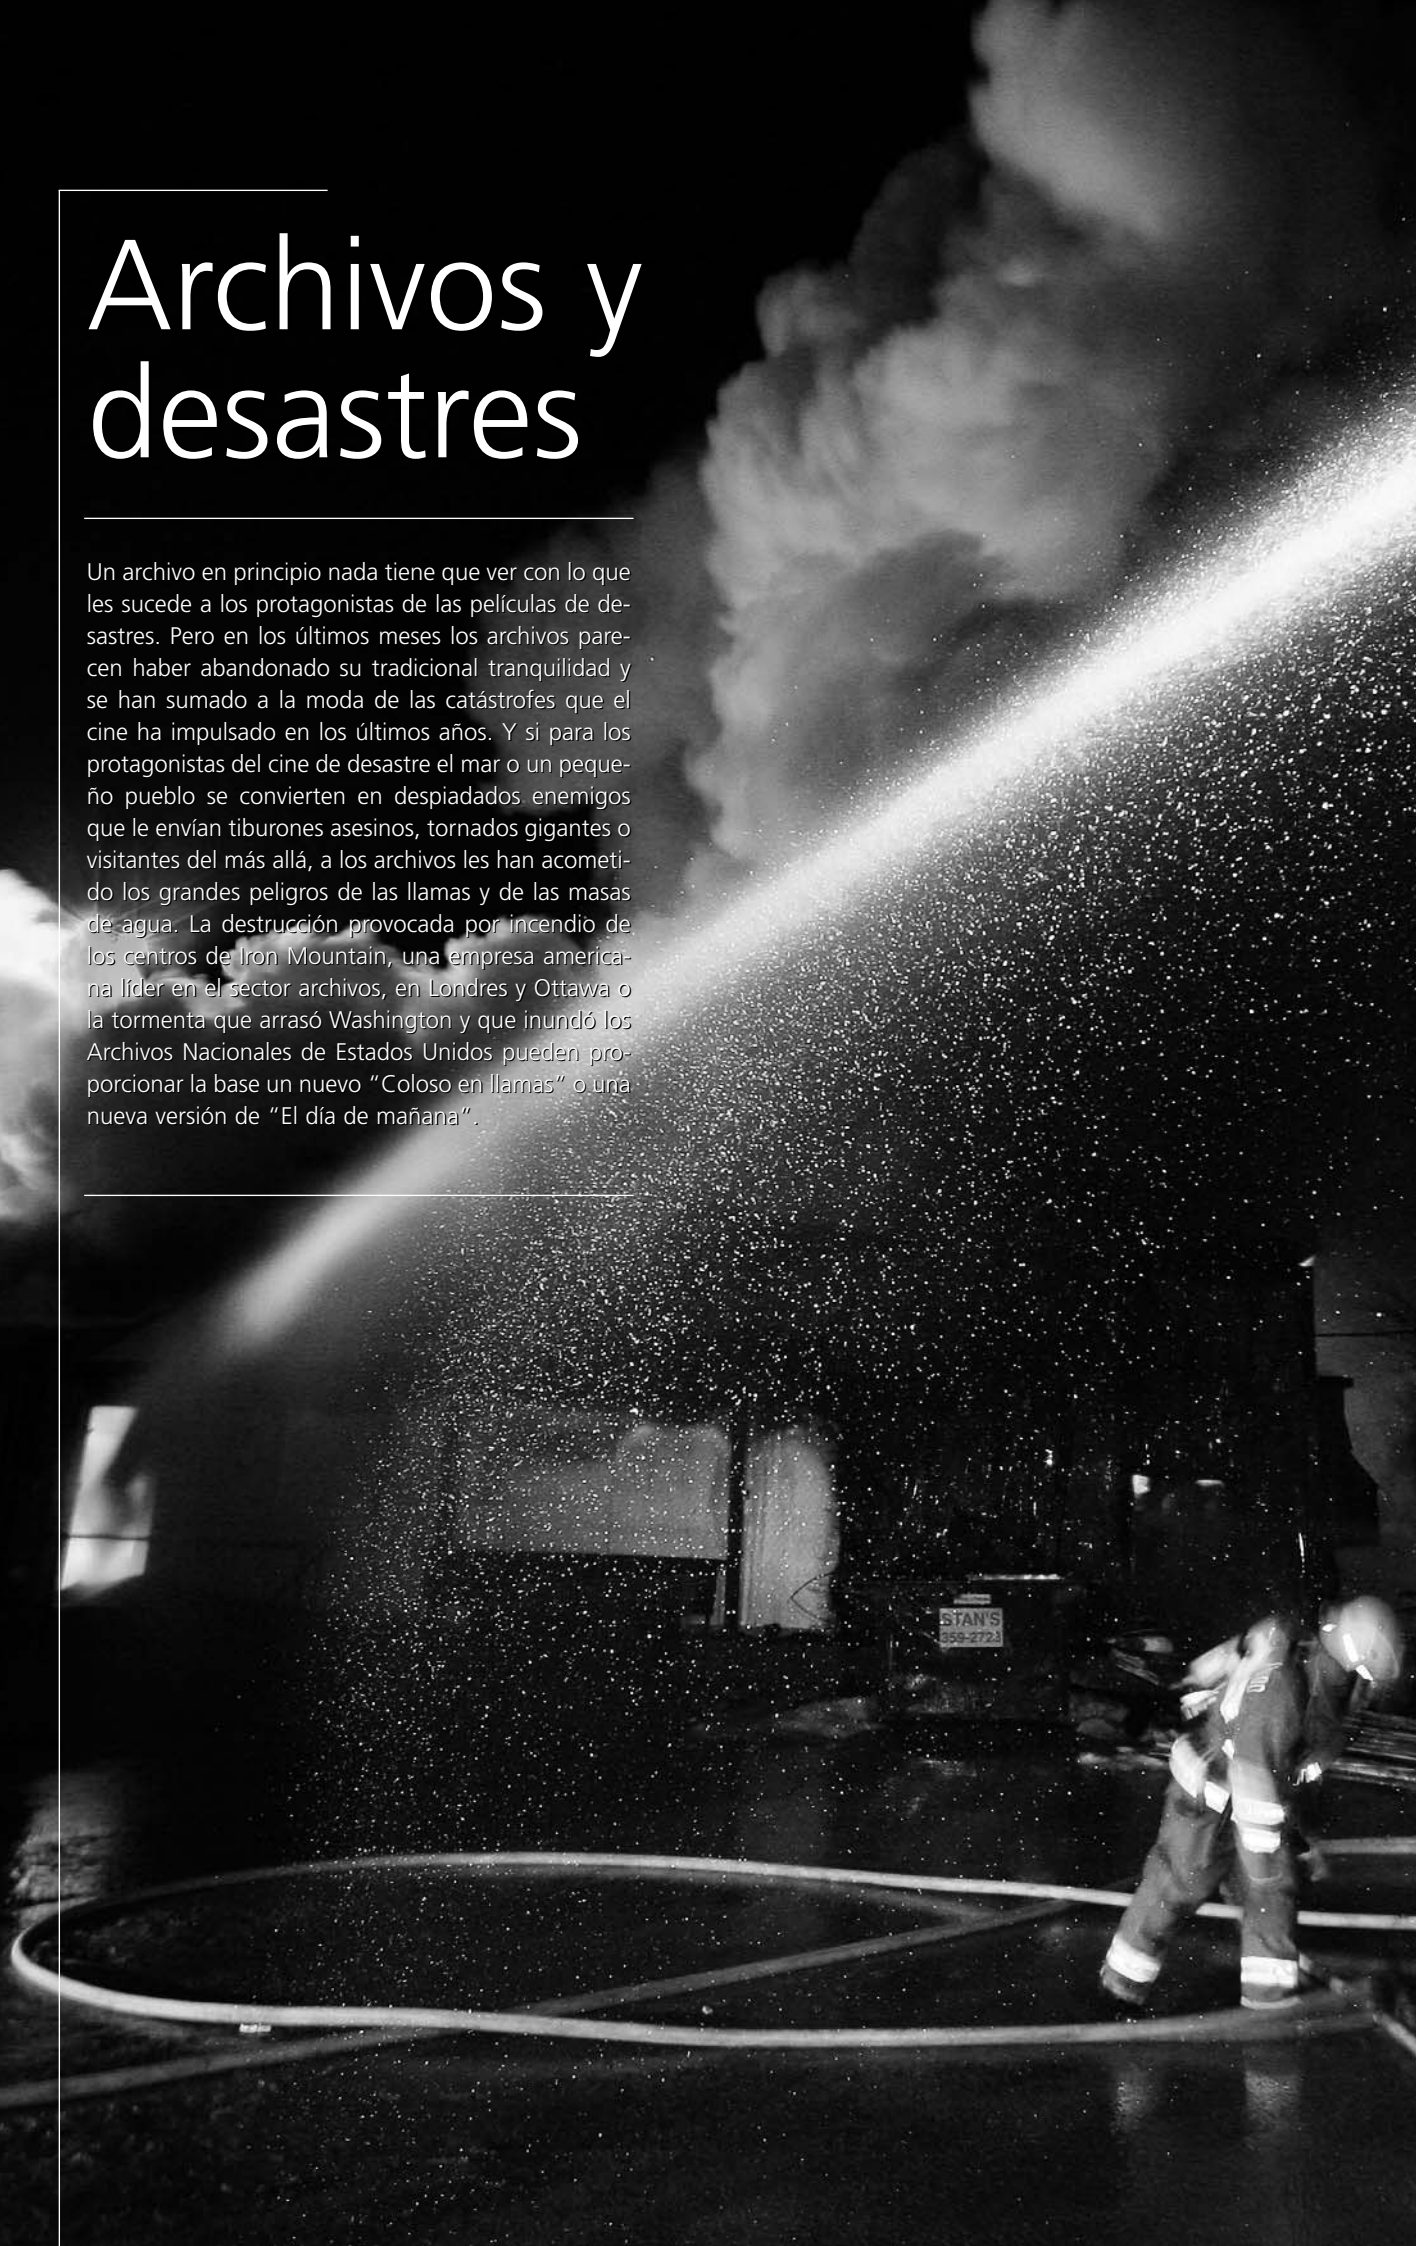 Archivos y
desastres
Un archivo en principio nada tiene que ver con lo que
les sucede a los protagonistas de las películas de de-
sastres. Pero en los últimos meses los archivos pare-
cen haber abandonado su tradicional tranquilidad y
se han sumado a la moda de las catástrofes que el
cine ha impulsado en los últimos años. Y si para los
protagonistas del cine de desastre el mar o un peque-
ño pueblo se convierten en despiadados enemigos
que le envían tiburones asesinos, tornados gigantes o
visitantes del más allá, a los archivos les han acometi-
do los grandes peligros de las llamas y de las masas
de agua. La destrucción provocada por incendio de
los centros de Iron Mountain, una empresa america-
na líder en el sector archivos, en Londres y Ottawa o
la tormenta que arrasó Washington y que inundó los
Archivos Nacionales de Estados Unidos pueden pro-
porcionar la base un nuevo “Coloso en llamas” o una
nueva versión de “El día de mañana”.
STAN'S
359-2723